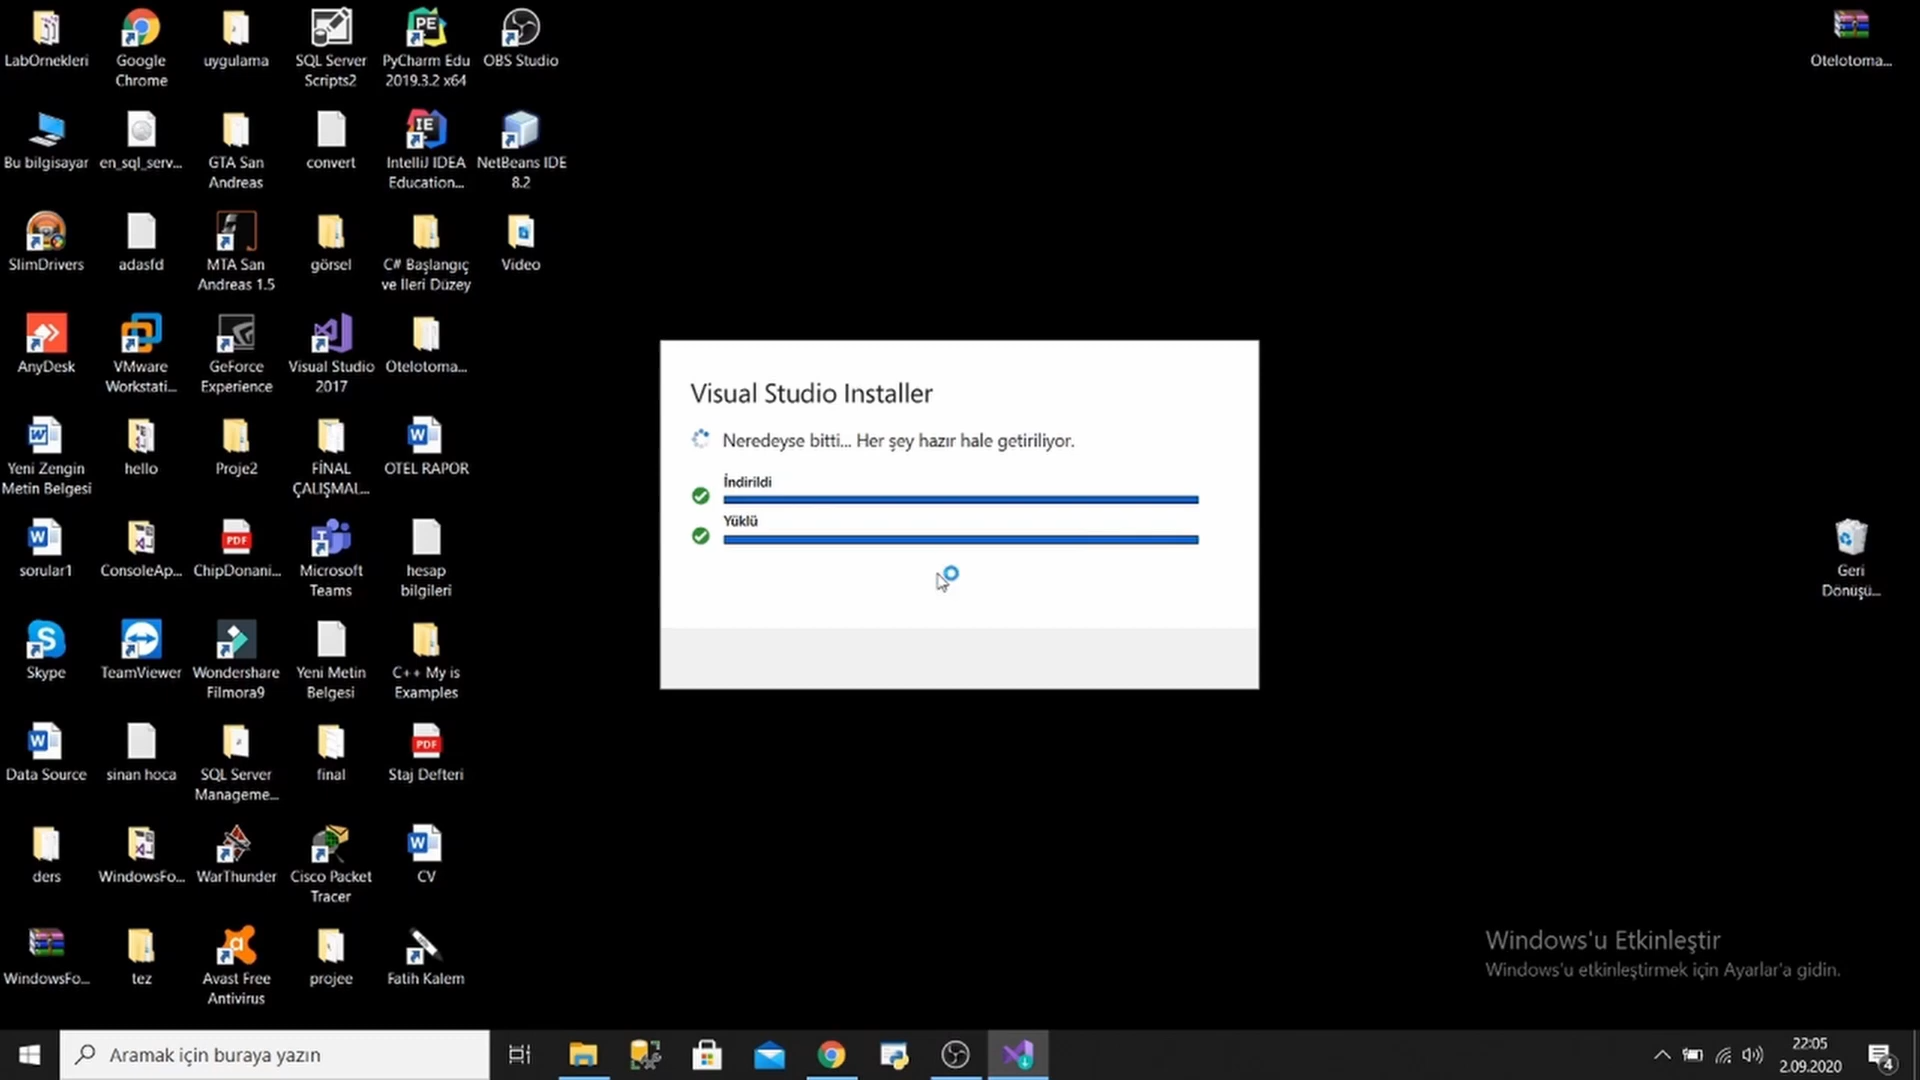 LabOrnekleri
Google
Chrome
uygulama
SQL Server
Scripts2
PyCharm Edu
2019.3.2 x64
OBS Studio
Otelotoma...
Bu bilgisayar
en_sql_serv...
GTA San
Andreas
convert
IntelliJ IDEA
Education...
NetBeans IDE
8.2
SlimDrivers
adasfd
MTA San
Andreas 1.5
görsel
C# Başlangıç
ve İleri Düzey
Video
AnyDesk
VMware
Workstati...
GeForce
Experience
Visual Studio
2017
Otelotoma...
Yeni Zengin
Metin Belgesi
hello
Proje2
FİNAL
ÇALIŞMAL...
OTEL RAPOR
sorular1
ConsoleAp...
ChipDonani...
Microsoft
Teams
hesap
bilgileri
Geri
Dönüşü...
Skype
TeamViewer
Wondershare
Filmora9
Yeni Metin
Belgesi
C++ My is
Examples
Data Source
sinan hoca
SQL Server
Manageme...
final
Staj Defteri
ders
WindowsFo...
WarThunder
Cisco Packet
Tracer
CV
WindowsFo...
tez
Avast Free
Antivirus
projee
Fatih Kalem
Visual Studio Installer
Neredeyse bitti... Her şey hazır hale getiriliyor.
İndirildi
Yüklü
Windows'u Etkinleştir
Windows'u etkinleştirmek için Ayarlar'a gidin.
Aramak için buraya yazın
22:05
2.09.2020
4